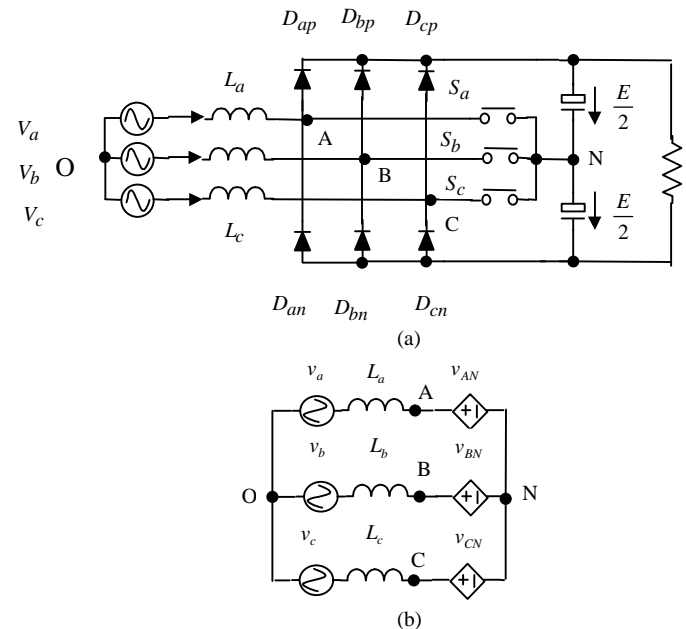 D_ap D_bp D_cp
L_a S_a E/2
V_a A
S_b N
V_b O B
S_c
V_c C E/2
L_c
D_an D_bn D_cn
(a)
v_a L_a A v_AN
v_b L_b B v_BN
O N
v_c L_c C v_CN
(b)